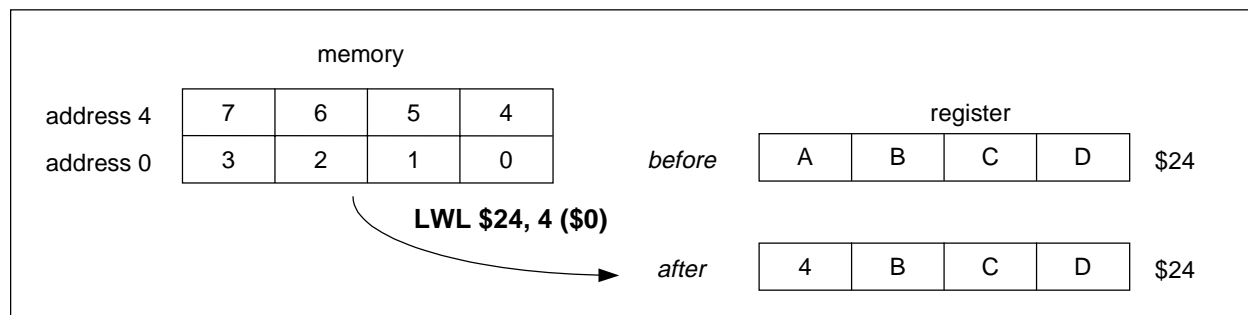 memory
address 4 7 6 5 4
address 0 3 2 1 0
register
before A B C D $24
LWL $24, 4 ($0)
after 4 B C D $24